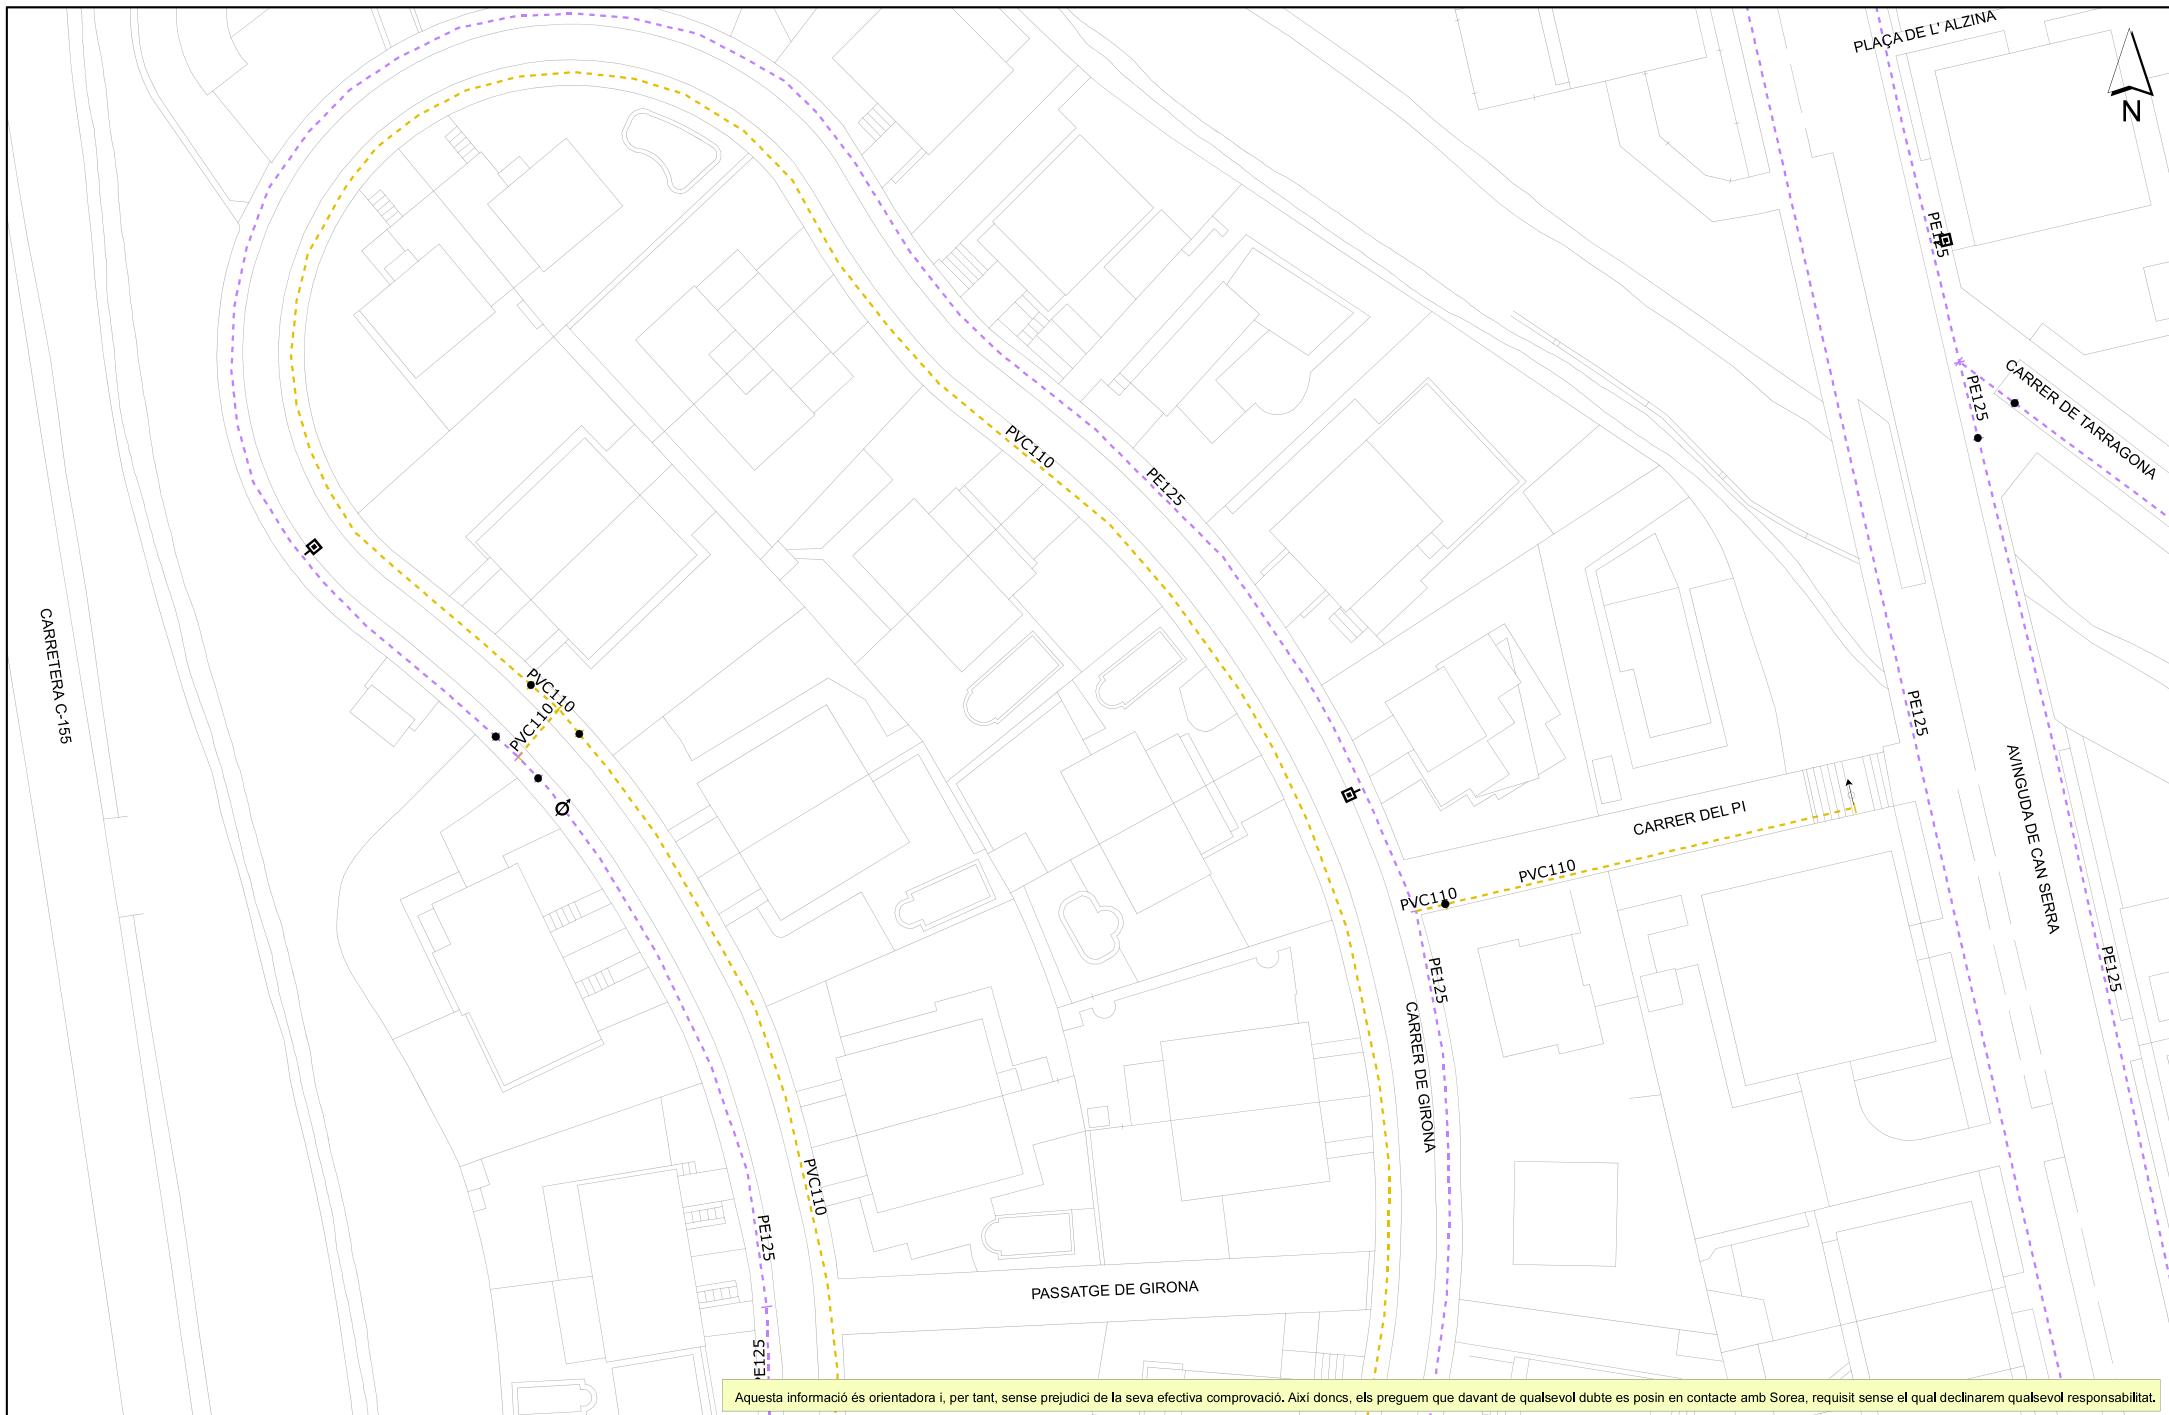 PLAÇA DE L' ALZINA
N
PE125
PE125
CARRER DE TARRAGONA
PVC110
PE125
CARRETERA C-155
PVC110
PVC110
PE125
AVINGUDA DE CAN SERRA
CARRER DEL PI
PVC110
PVC110
PE125
PE125
CARRER DE GIRONA
PVC110
PE125
PASSATGE DE GIRONA
PE125
Aquesta informació és orientadora i, per tant, sense prejudici de la seva efectiva comprovació. Així doncs, els preguem que davant de qualsevol dubte es posin en contacte amb Sorea, requisit sense el qual declinarem qualsevol responsabilitat.